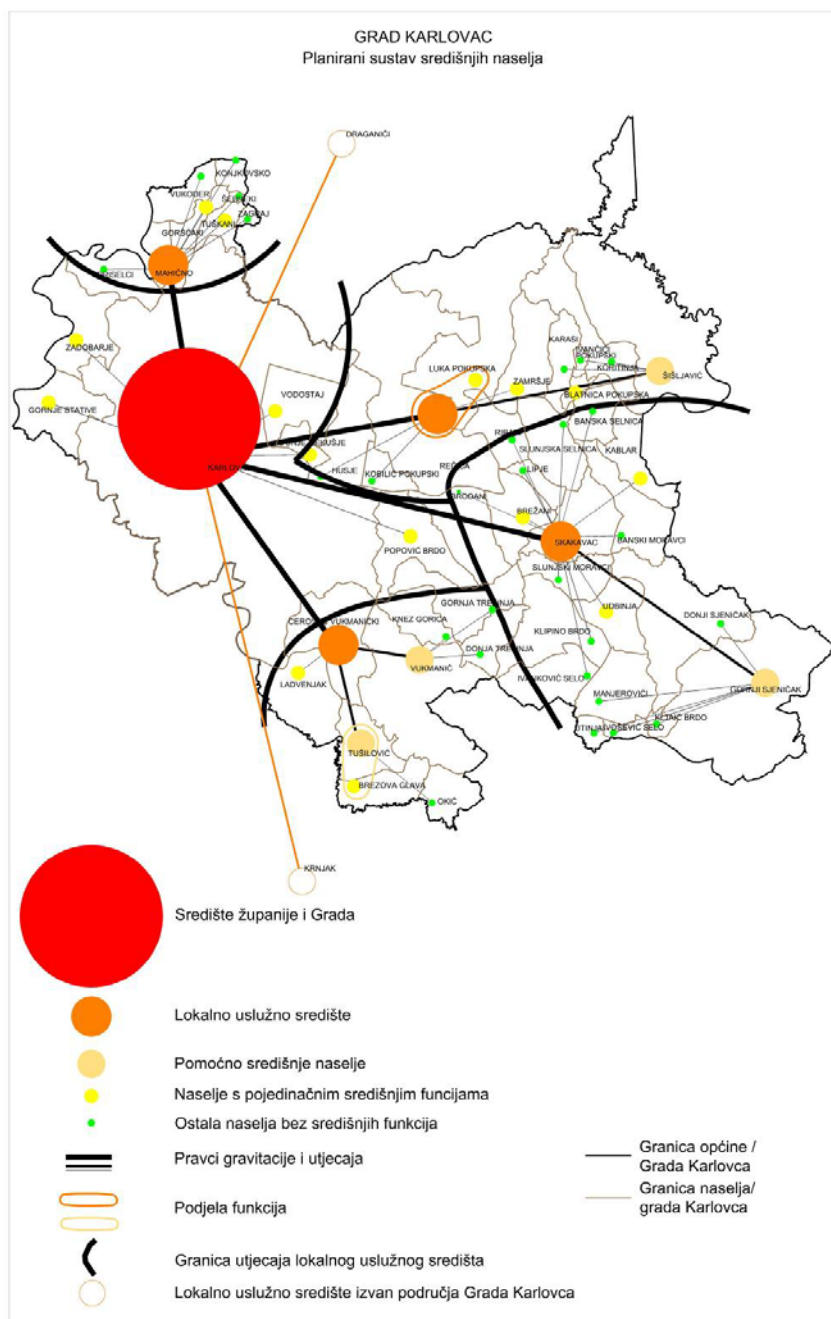 GRAD KARLOVAC
Planirani sustav središnjih naselja
DRAGANIĆI
KONJKOVSKO
VUKODER
TUŠKANI
ZAGRAJ
GORŠĆAKI
MAHIČNO
ZADOBARJE
GORNJE STATIVE
VODOSTAJ
LUKA POKUPSKA
ZAMRŠJE
KARASI
IVANČIĆI
POKUPSKI
KORITINJA
ŠIŠLJAVIĆ
BLATNICA POKUPSKA
BANSKA SELNICA
SLUNJSKA SELNICA
KABLAR
LIPJE
HUSJE
KOBILIĆ POKUPSKI
BREŽANI
POPOVIĆ BRDO
SKAKAVAC
BANSKI MORAVCI
SLUNJSKI MORAVCI
UDBINJA
GORNJA TREBINJA
KNEZ GORICA
DONJA TREBINJA
VUKMANIĆ
LADVENJAK
KLIPINO BRDO
IVANKOVIĆ SELO
DONJI SJENIČAK
GORNJI SJENIČAK
MANJEROVIĆI
KLJAIĆ BRDO
TUŠILOVIĆ
BREZOVA GLAVA
OKIĆ
KRNJAK
Središte županije i Grada
Lokalno uslužno središte
Pomoćno središnje naselje
Naselje s pojedinačnim središnjim funcijama
Ostala naselja bez središnjih funkcija
Pravci gravitacije i utjecaja
Granica općine /
Grada Karlovca
Granica naselja/
grada Karlovca
Podjela funkcija
Granica utjecaja lokalnog uslužnog središta
Lokalno uslužno središte izvan područja Grada Karlovca